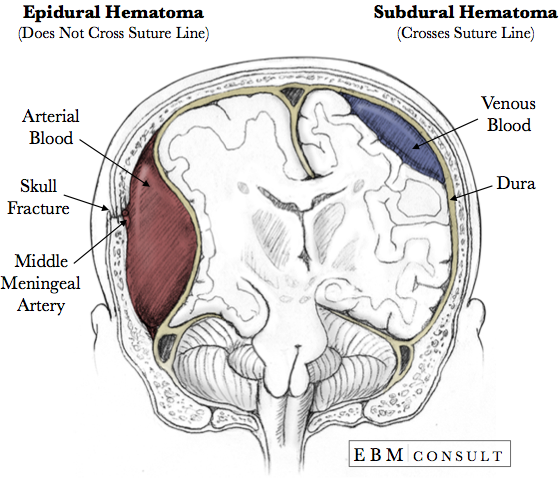 Epidural Hematoma
(Does Not Cross Suture Line)
Subdural Hematoma
(Crosses Suture Line)
Arterial
Blood
Skull
Fracture
Middle
Meningeal
Artery
Venous
Blood
Dura
EBM CONSULT